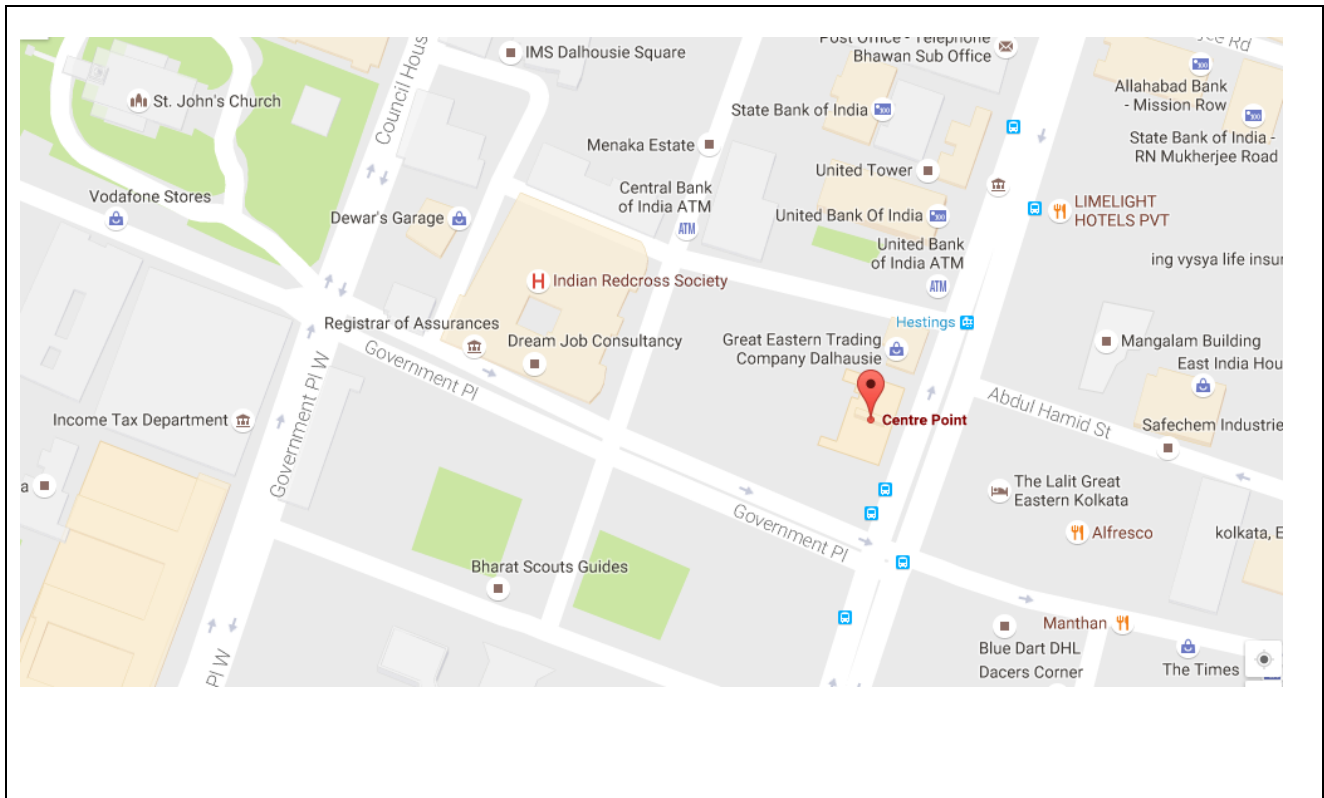 IMS Dalhousie Square
Post Office - Telephone
Bhawan Sub Office
ee Rd
Allahabad Bank
- Mission Row
St. John's Church
Council Hous
State Bank of India
State Bank of India -
RN Mukherjee Road
Menaka Estate
United Tower
Vodafone Stores
Central Bank
of India ATM
ATM
Dewar's Garage
United Bank Of India
LIMELIGHT
HOTELS PVT
United Bank
of India ATM
ATM
ing vysya life insur
H Indian Redcross Society
Hestings
Registrar of Assurances
Dream Job Consultancy
Great Eastern Trading
Company Dalhausie
Mangalam Building
East India Hou
Government Pl
Government Pl W
Income Tax Department
Centre Point
Abdul Hamid St
Safechem Industrie
a
The Lalit Great
Eastern Kolkata
Government Pl
Alfresco
kolkata, E
Bharat Scouts Guides
Manthan
Blue Dart DHL
Dacers Corner
The Times
Pl W